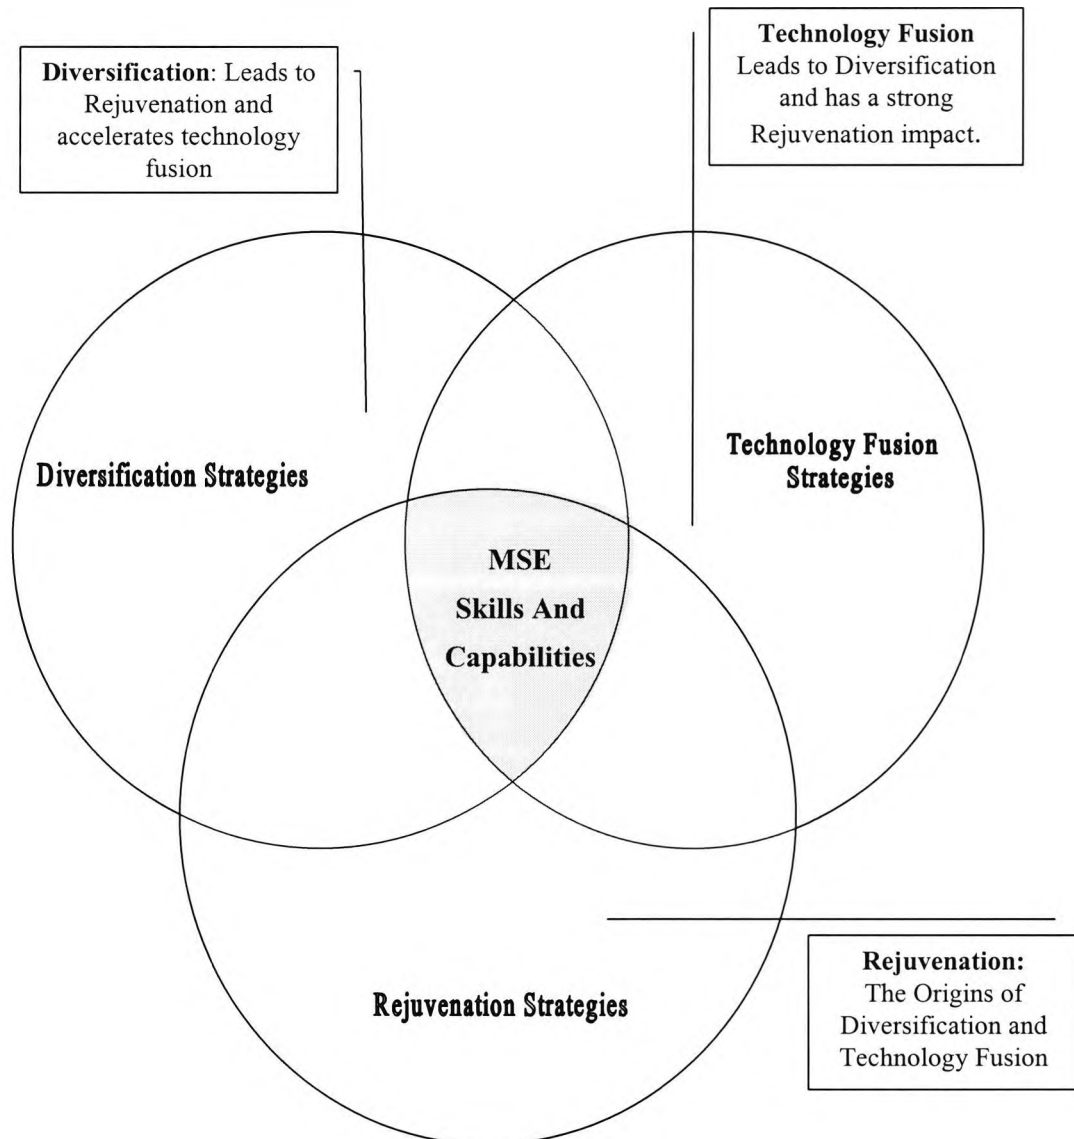 Diversification: Leads to
Rejuvenation and
accelerates technology
fusion
Technology Fusion
Leads to Diversification
and has a strong
Rejuvenation impact.
Diversification Strategies
Technology Fusion
Strategies
MSE
Skills And
Capabilities
Rejuvenation Strategies
Rejuvenation:
The Origins of
Diversification and
Technology Fusion